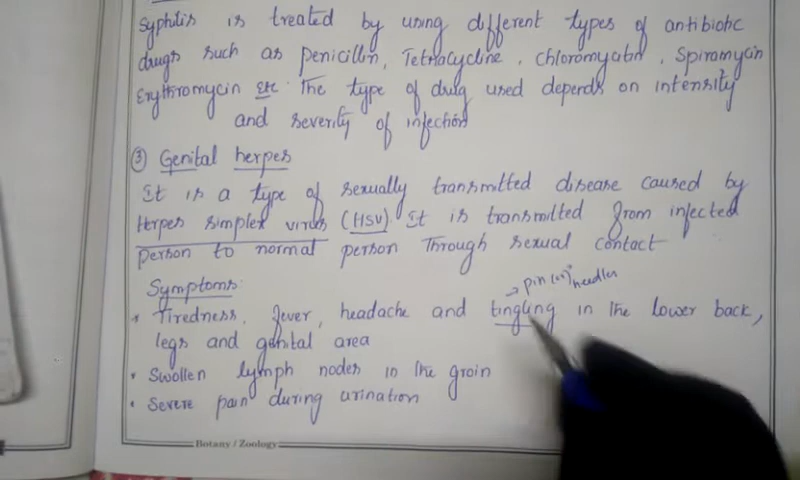 Syphilis is treated by using different types of antibiotic
drugs such as penicillin, Tetracycline, chloromycetin, Spiramycin
Erythromycin etc. The type of drug used depends on intensity
and severity of infection
③ Genital herpes
It is a type of sexually transmitted disease caused by
Herpes simplex virus (HSV). It is transmitted from infected
person to normal person through sexual contact
Symptoms:
→ pin (or) needles
* Tiredness, fever, headache and tingling in the lower back,
legs and genital area
• Swollen lymph nodes in the groin
• Severe pain during urination
Botany / Zoology